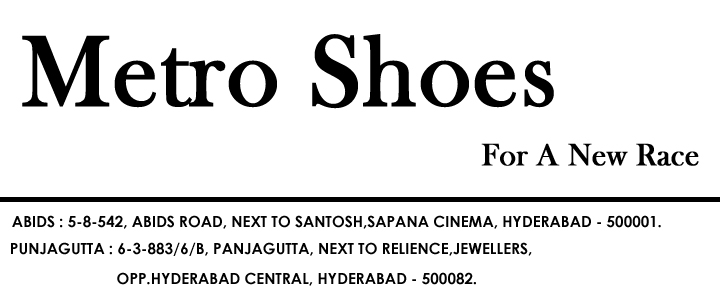 Metro Shoes
For A New Race
ABIDS : 5-8-542, ABIDS ROAD, NEXT TO SANTOSH,SAPANA CINEMA, HYDERABAD - 500001.
PUNJAGUTTA : 6-3-883/6/B, PANJAGUTTA, NEXT TO RELIENCE,JEWELLERS,
OPP.HYDERABAD CENTRAL, HYDERABAD - 500082.